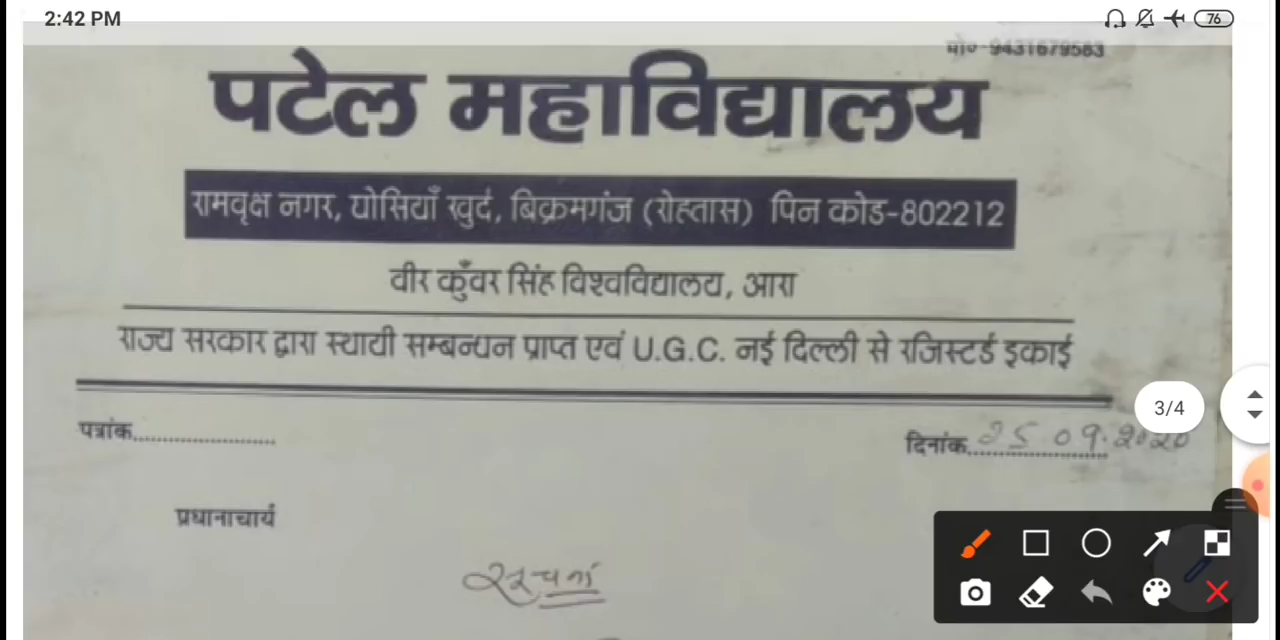 2:42 PM
76
मो०-9431679583
पटेल महाविद्यालय
रामवृक्ष नगर, घोसियाँ खुर्द, बिक्रमगंज (रोहतास) पिन कोड-802212
वीर कुँवर सिंह विश्वविद्यालय, आरा
राज्य सरकार द्वारा स्थायी सम्बन्धन प्राप्त एवं U.G.C. नई दिल्ली से रजिस्टर्ड इकाई
3/4
पत्रांक....................
दिनांक 25.09.2020
प्रधानाचार्य
सूचना